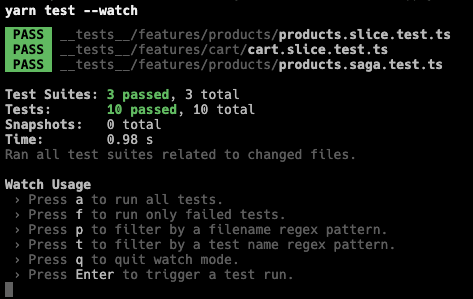 yarn test --watch
PASS __tests__/features/products/products.slice.test.ts
PASS __tests__/features/cart/cart.slice.test.ts
PASS __tests__/features/products/products.saga.test.ts
Test Suites: 3 passed, 3 total
Tests: 10 passed, 10 total
Snapshots: 0 total
Time: 0.98 s
Ran all test suites related to changed files.
Watch Usage
› Press a to run all tests.
› Press f to run only failed tests.
› Press p to filter by a filename regex pattern.
› Press t to filter by a test name regex pattern.
› Press q to quit watch mode.
› Press Enter to trigger a test run.